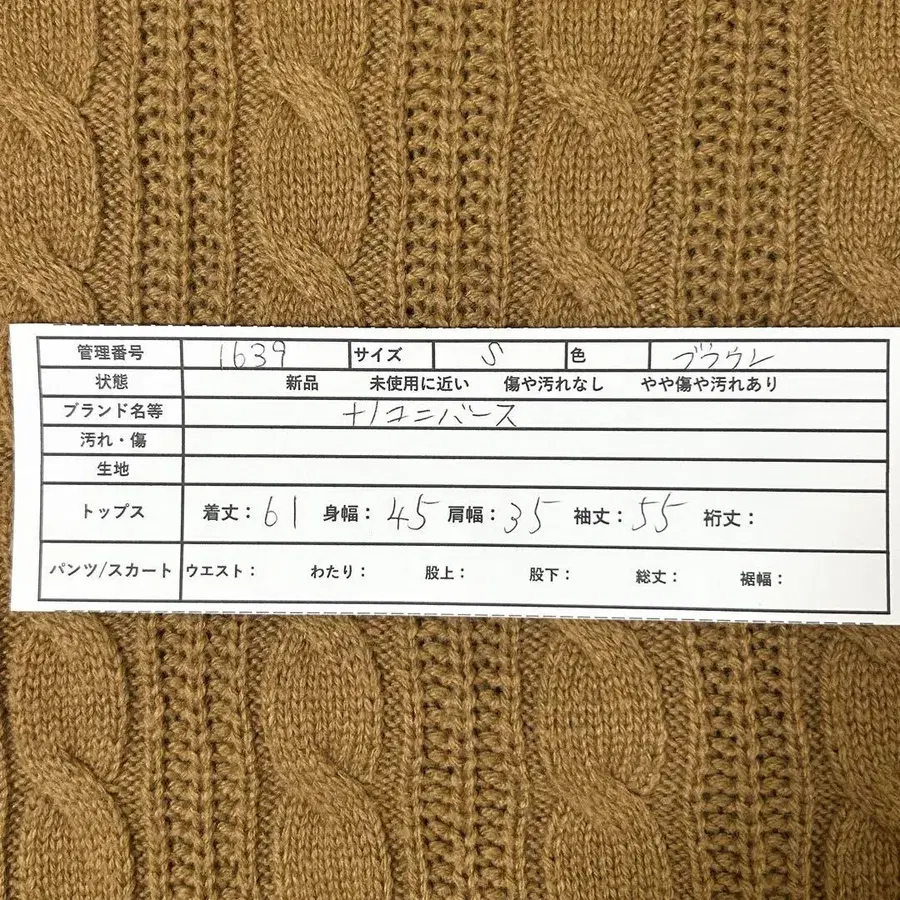 管理番号 1639 サイズ S 色 ブラウン
状態 新品 未使用に近い 傷や汚れなし やや傷や汚れあり
ブランド名等 ナノユニバース
汚れ・傷
生地
トップス 着丈：61 身幅：45 肩幅：35 袖丈：55 裄丈：
パンツ/スカート ウエスト： わたり： 股上： 股下： 総丈： 裾幅：